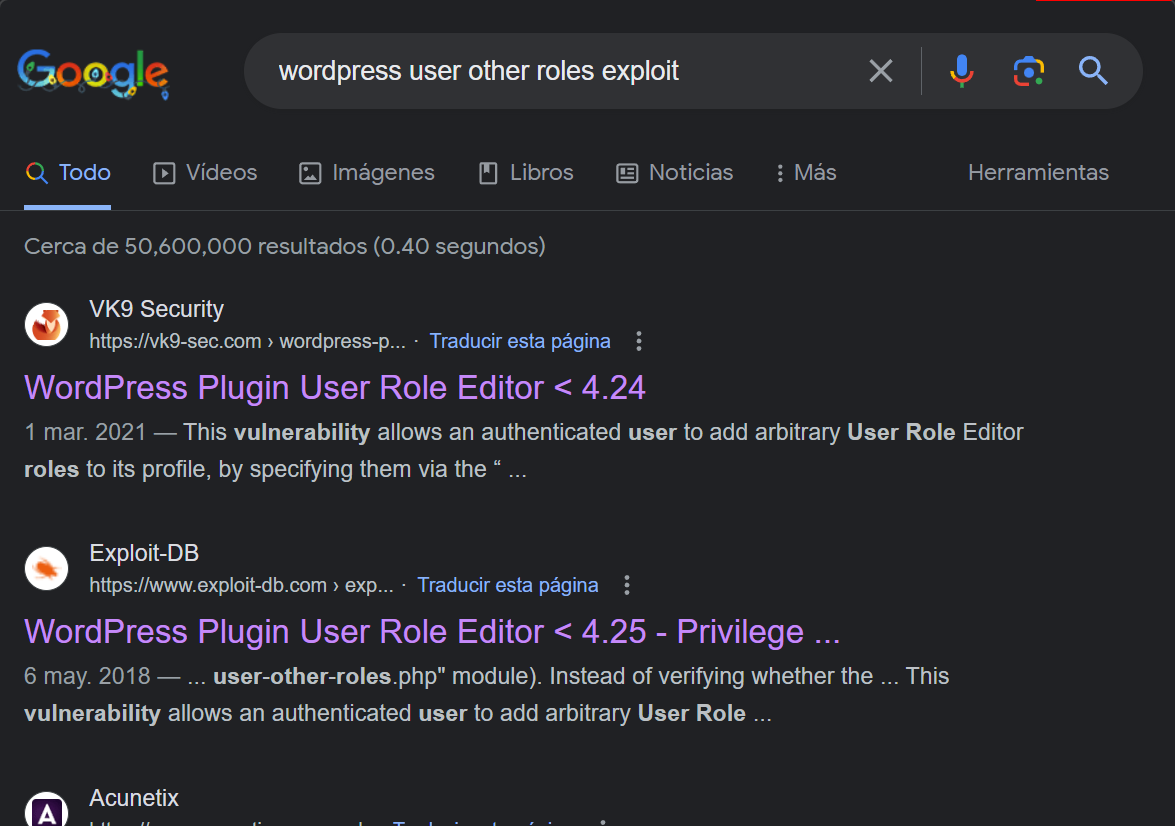 Google
wordpress user other roles exploit
Todo Vídeos Imágenes Libros Noticias Más Herramientas
Cerca de 50,600,000 resultados (0.40 segundos)
VK9 Security
https://vk9-sec.com › wordpress-p... · Traducir esta página
WordPress Plugin User Role Editor < 4.24
1 mar. 2021 — This vulnerability allows an authenticated user to add arbitrary User Role Editor
roles to its profile, by specifying them via the “ ...
Exploit-DB
https://www.exploit-db.com › exp... · Traducir esta página
WordPress Plugin User Role Editor < 4.25 - Privilege ...
6 may. 2018 — ... user-other-roles.php" module). Instead of verifying whether the ... This
vulnerability allows an authenticated user to add arbitrary User Role ...
Acunetix